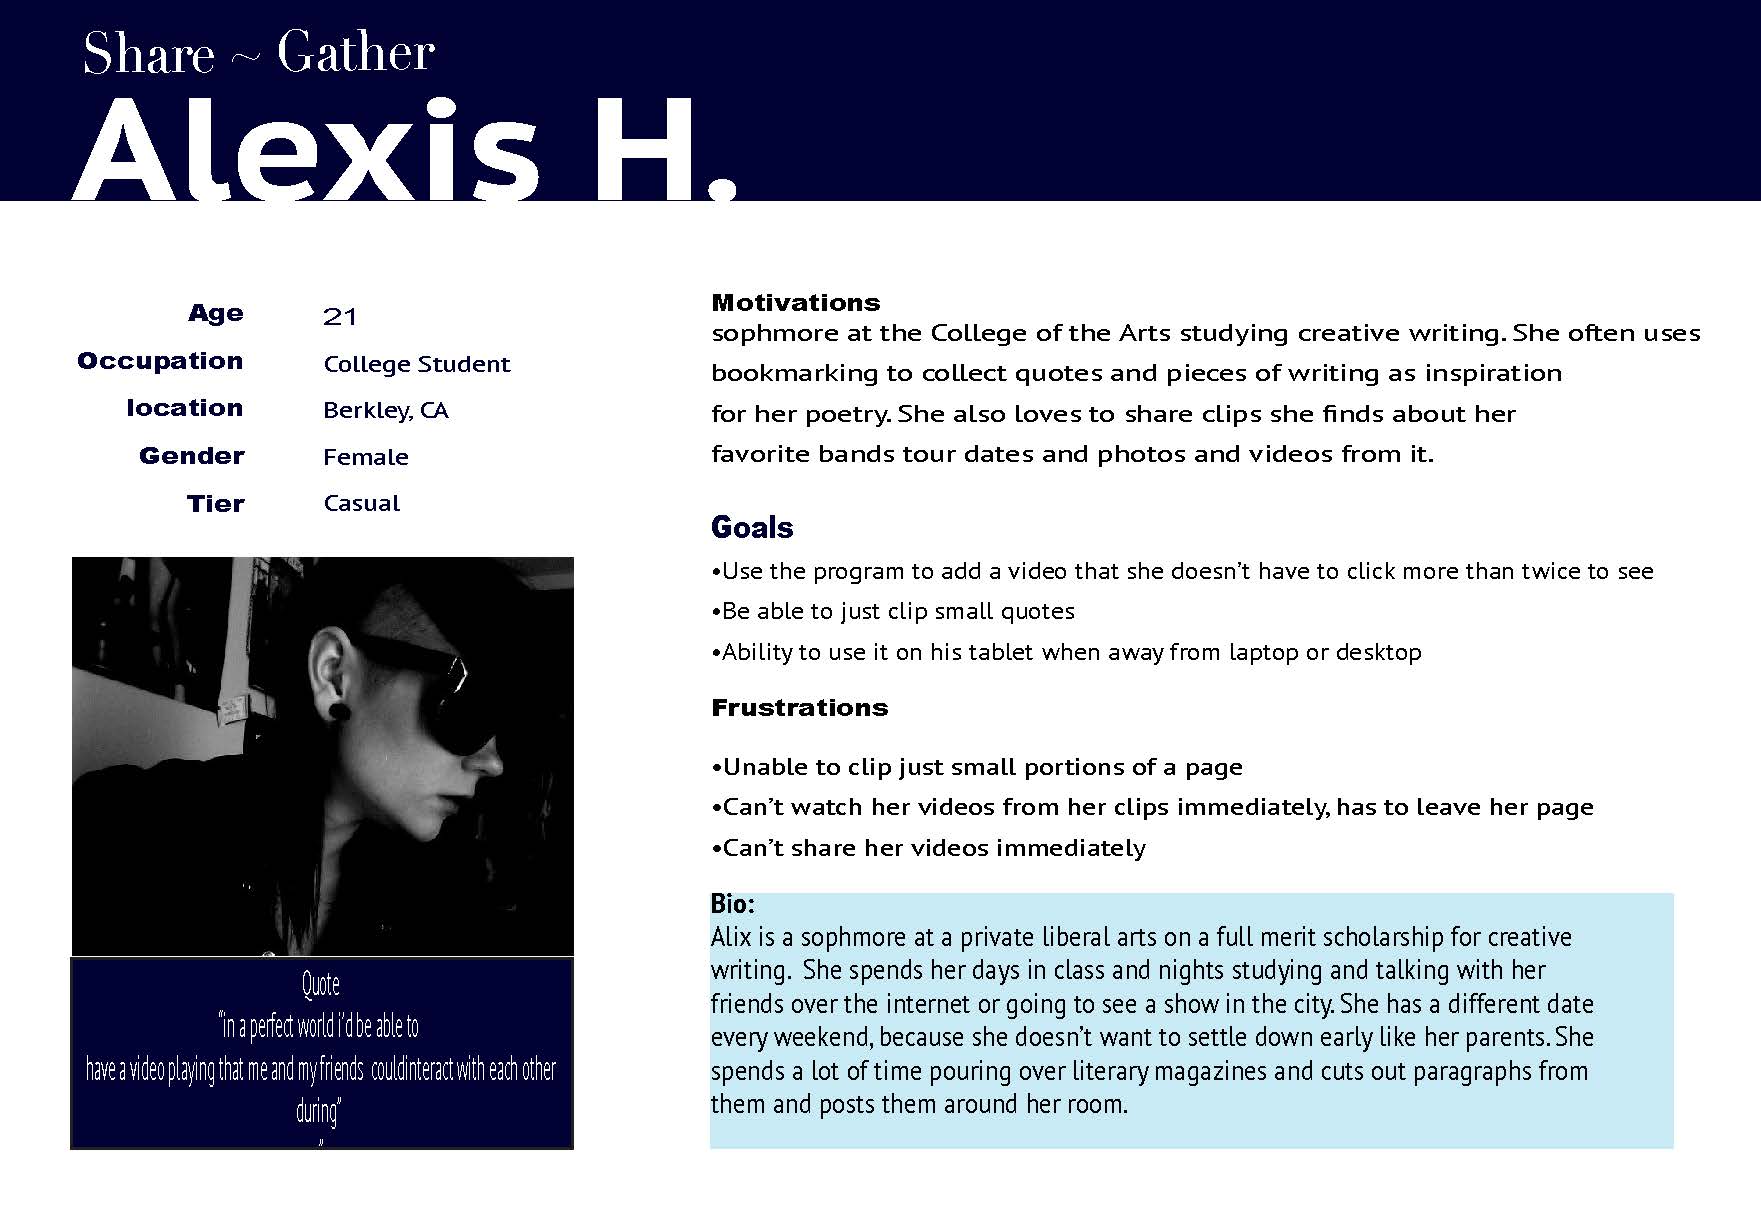 Share ~ Gather
Alexis H.
Age 21
Occupation College Student
location Berkley, CA
Gender Female
Tier Casual
Quote
“in a perfect world i’d be able to
have a video playing that me and my friends couldinteract with each other
during”
”
Motivations
sophmore at the College of the Arts studying creative writing. She often uses
bookmarking to collect quotes and pieces of writing as inspiration
for her poetry. She also loves to share clips she finds about her
favorite bands tour dates and photos and videos from it.
Goals
•Use the program to add a video that she doesn’t have to click more than twice to see
•Be able to just clip small quotes
•Ability to use it on his tablet when away from laptop or desktop
Frustrations
•Unable to clip just small portions of a page
•Can’t watch her videos from her clips immediately, has to leave her page
•Can’t share her videos immediately
Bio:
Alix is a sophmore at a private liberal arts on a full merit scholarship for creative
writing. She spends her days in class and nights studying and talking with her
friends over the internet or going to see a show in the city. She has a different date
every weekend, because she doesn’t want to settle down early like her parents. She
spends a lot of time pouring over literary magazines and cuts out paragraphs from
them and posts them around her room.